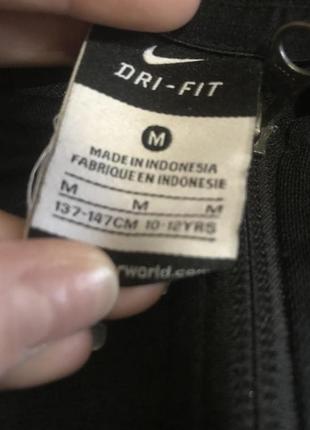 DRI-FIT
M
MADE IN INDONESIA
FABRIQUE EN INDONESIE
M M M
137-147CM 10-12YRS